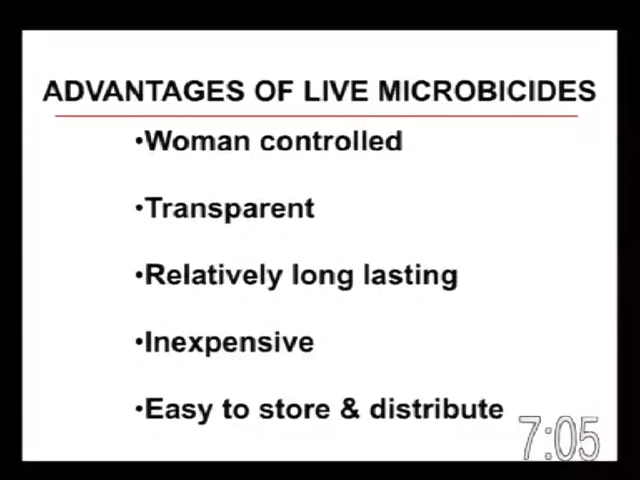 ADVANTAGES OF LIVE MICROBICIDES
•Woman controlled
•Transparent
•Relatively long lasting
•Inexpensive
•Easy to store & distribute
7:05